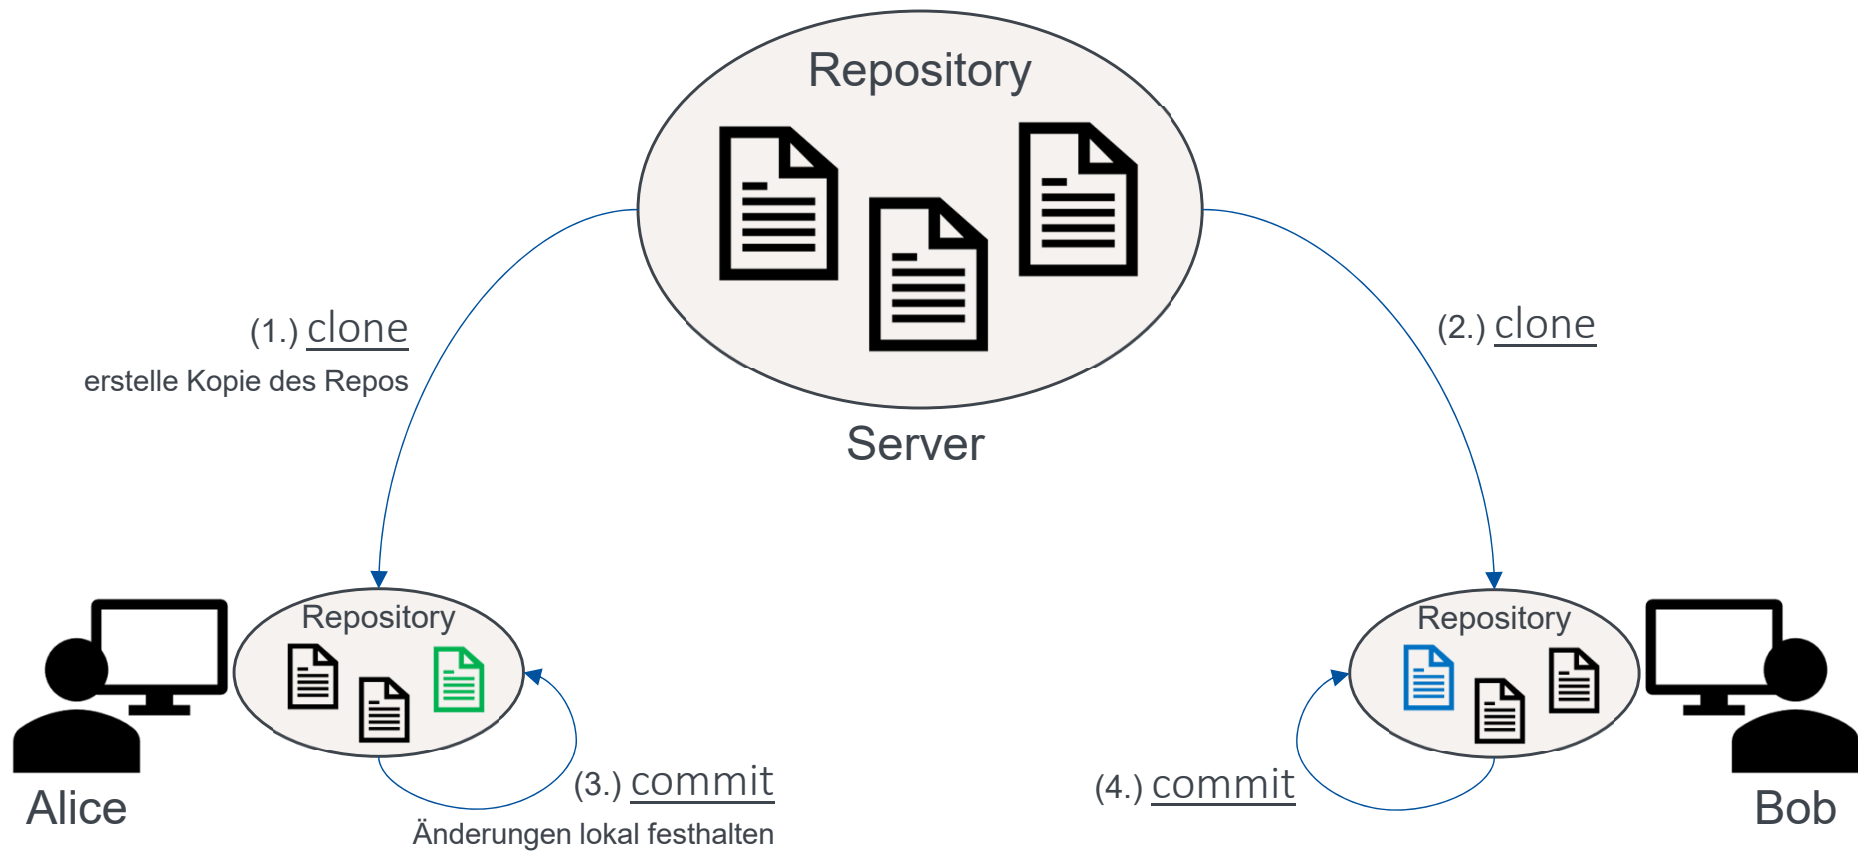 Repository
Server
(1.) clone
erstelle Kopie des Repos
(2.) clone
Repository
Repository
(3.) commit
Änderungen lokal festhalten
(4.) commit
Alice
Bob